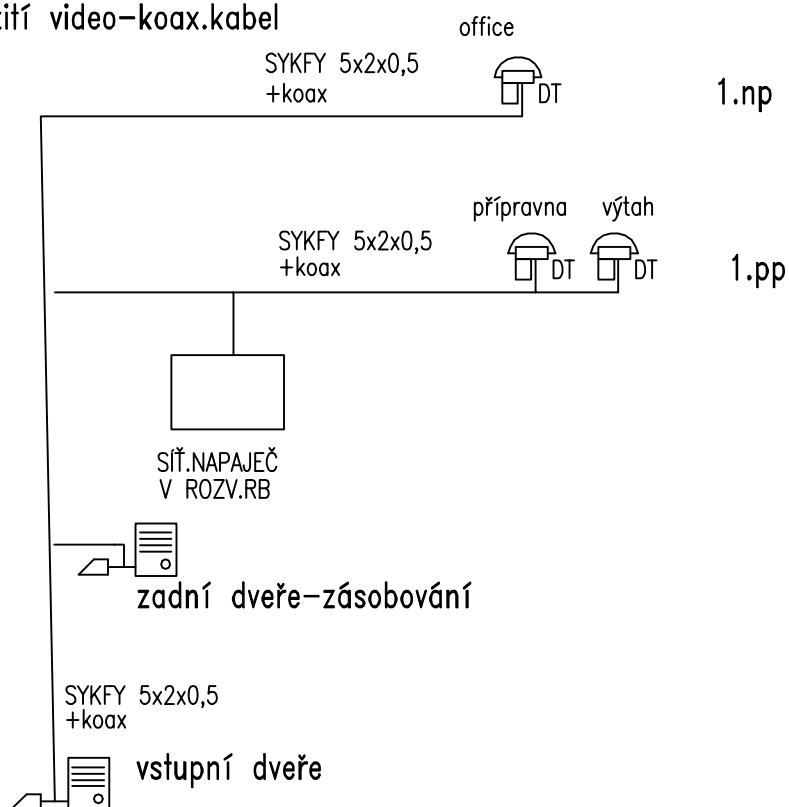 video-koax.kabel
office
SYKFY 5x2x0,5
+koax
DT
1.np
přípravna
výtah
SYKFY 5x2x0,5
+koax
DT
DT
1.pp
SÍŤ.NAPAJEČ
V ROZV.RB
zadní dveře-zásobování
SYKFY 5x2x0,5
+koax
vstupní dveře